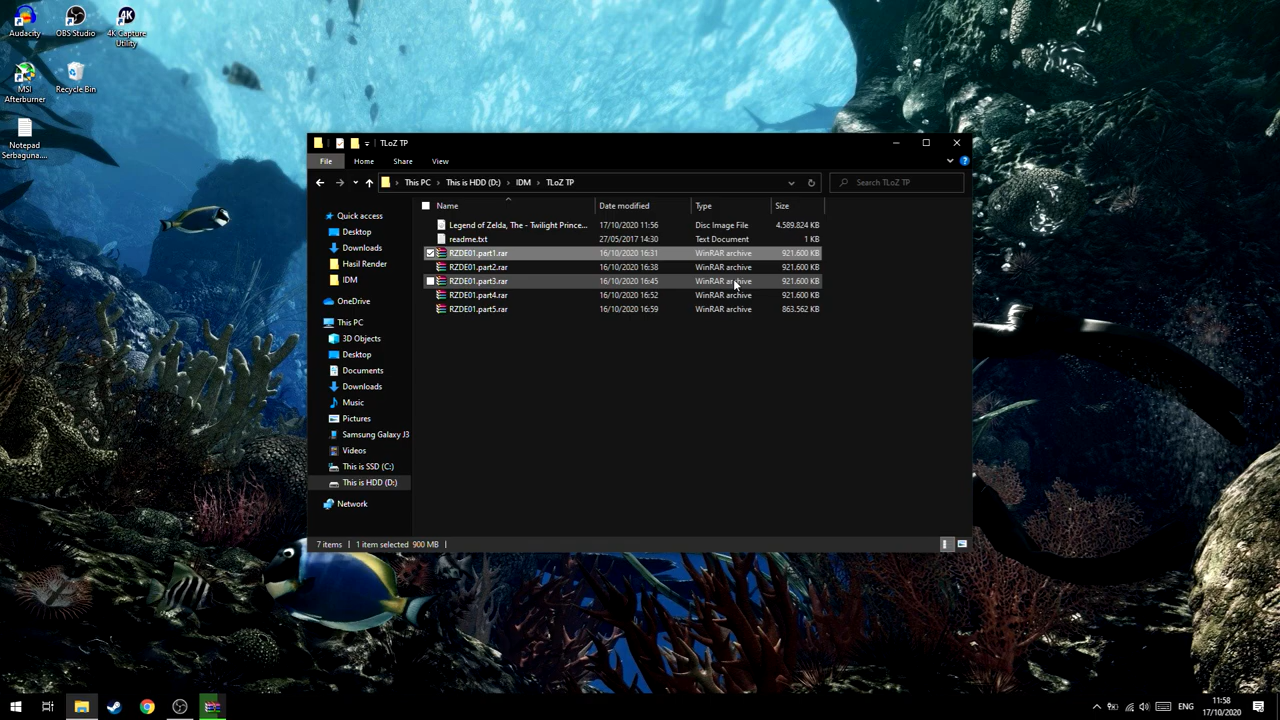 Audacity
OBS Studio
4K Capture
Utility
MSI
Afterburner
Recycle Bin
Notepad
Serbaguna....
TLoZ TP
File Home Share View
This PC This is HDD (D:) IDM TLoZ TP
Search TLoZ TP
Name Date modified Type Size
Legend of Zelda, The - Twilight Prince... 17/10/2020 11:56 Disc Image File 4.589.824 KB
readme.txt 27/05/2017 14:30 Text Document 1 KB
RZDE01.part1.rar 16/10/2020 16:31 WinRAR archive 921.600 KB
RZDE01.part2.rar 16/10/2020 16:38 WinRAR archive 921.600 KB
RZDE01.part3.rar 16/10/2020 16:45 WinRAR archive 921.600 KB
RZDE01.part4.rar 16/10/2020 16:52 WinRAR archive 921.600 KB
RZDE01.part5.rar 16/10/2020 16:59 WinRAR archive 863.562 KB
Quick access
Desktop
Downloads
Hasil Render
IDM
OneDrive
This PC
3D Objects
Desktop
Documents
Downloads
Music
Pictures
Samsung Galaxy J3
Videos
This is SSD (C:)
This is HDD (D:)
Network
7 items 1 item selected 900 MB
ENG
11:58
17/10/2020